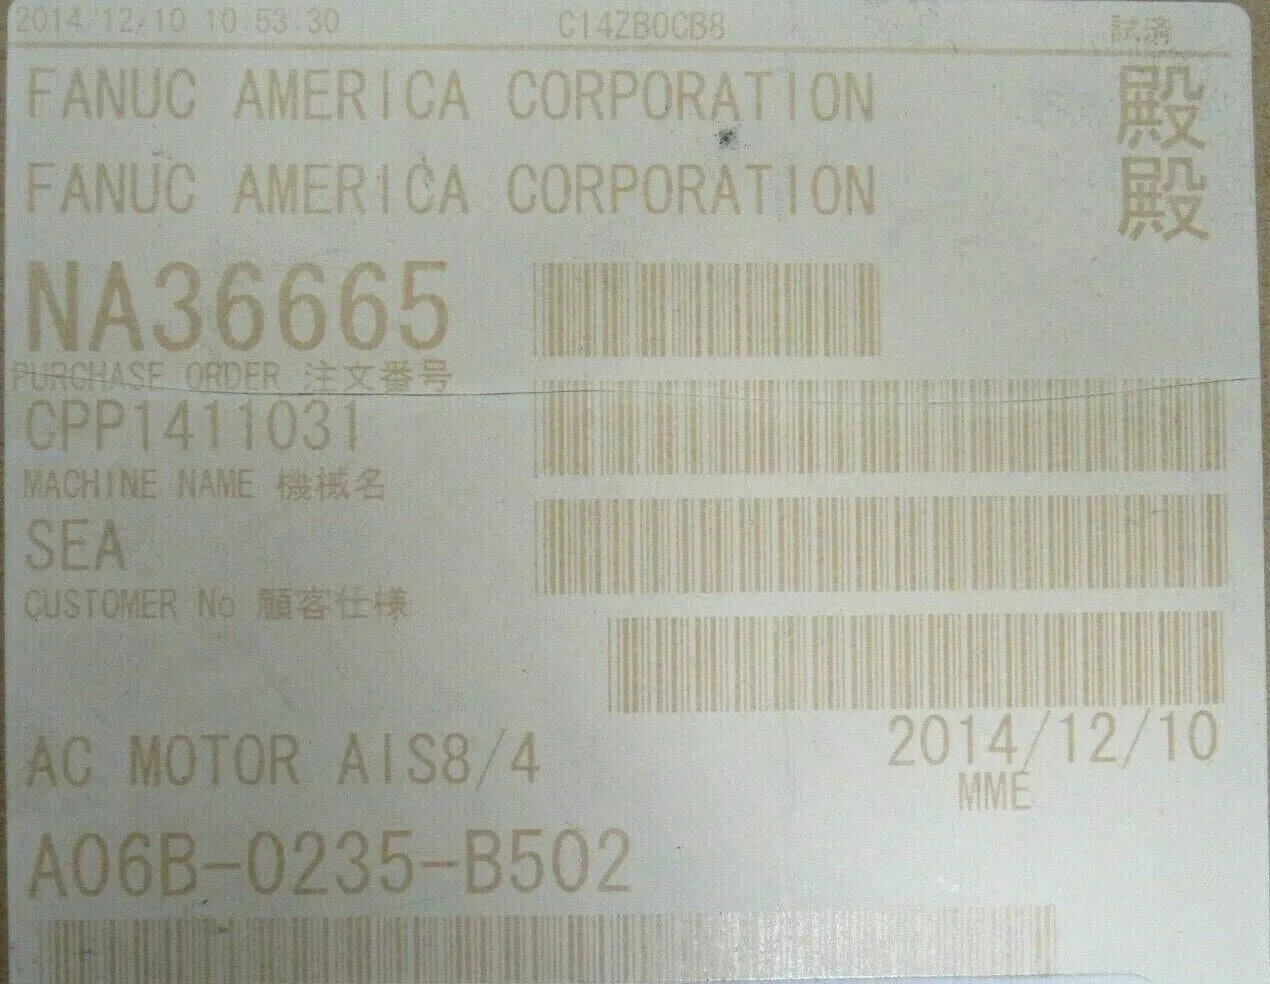 2014/12/10 10:53:30 C14ZB0CB8 試済
FANUC AMERICA CORPORATION 殿
FANUC AMERICA CORPORATION 殿
NA36665
PURCHASE ORDER 注文番号
CPP1411031
MACHINE NAME 機械名
SEA
CUSTOMER No 顧客仕様
AC MOTOR AIS8/4 2014/12/10
MME
A06B-0235-B502